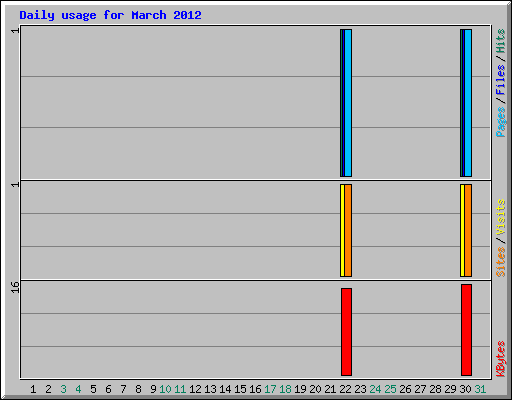 Daily usage for March 2012
1
Pages / Files / Hits
1
Sites / Visits
16
KBytes
1 2 3 4 5 6 7 8 9 10 11 12 13 14 15 16 17 18 19 20 21 22 23 24 25 26 27 28 29 30 31